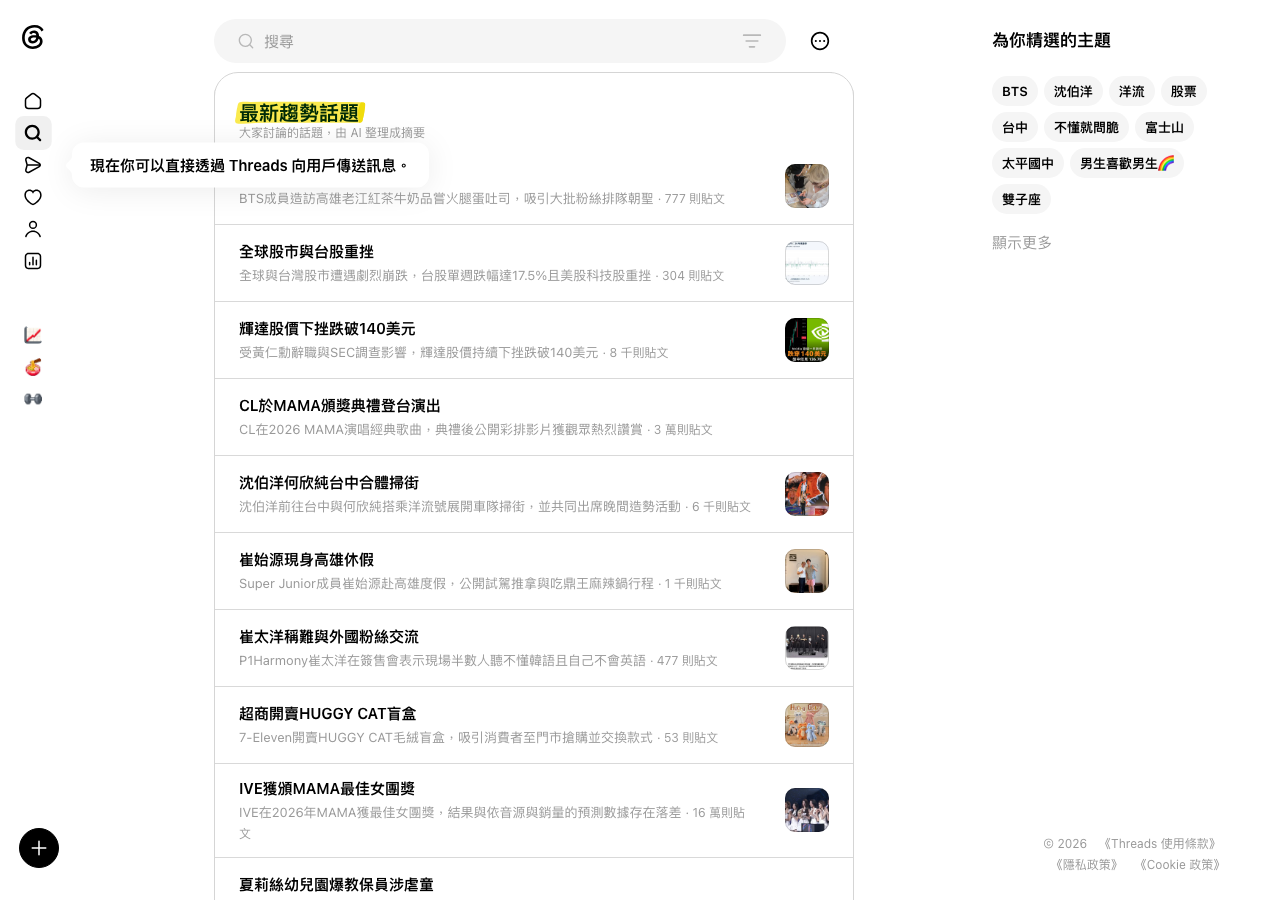 搜尋
最新趨勢話題
大家討論的話題，由 AI 整理成摘要
現在你可以直接透過 Threads 向用戶傳送訊息。
BTS成員造訪高雄老江紅茶牛奶品嘗火腿蛋吐司，吸引大批粉絲排隊朝聖 · 777 則貼文
全球股市與台股重挫
全球與台灣股市遭遇劇烈崩跌，台股單週跌幅達17.5%且美股科技股重挫 · 304 則貼文
輝達股價下挫跌破140美元
受黃仁勳辭職與SEC調查影響，輝達股價持續下挫跌破140美元 · 8 千則貼文
CL於MAMA頒獎典禮登台演出
CL在2026 MAMA演唱經典歌曲，典禮後公開彩排影片獲觀眾熱烈讚賞 · 3 萬則貼文
沈伯洋何欣純台中合體掃街
沈伯洋前往台中與何欣純搭乘洋流號展開車隊掃街，並共同出席晚間造勢活動 · 6 千則貼文
崔始源現身高雄休假
Super Junior成員崔始源赴高雄度假，公開試駕推拿與吃鼎王麻辣鍋行程 · 1 千則貼文
崔太洋稱難與外國粉絲交流
P1Harmony崔太洋在簽售會表示現場半數人聽不懂韓語且自己不會英語 · 477 則貼文
超商開賣HUGGY CAT盲盒
7-Eleven開賣HUGGY CAT毛絨盲盒，吸引消費者至門市搶購並交換款式 · 53 則貼文
IVE獲頒MAMA最佳女團獎
IVE在2026年MAMA獲最佳女團獎，結果與依音源與銷量的預測數據存在落差 · 16 萬則貼
文
夏莉絲幼兒園爆教保員涉虐童
為你精選的主題
BTS 沈伯洋 洋流 股票
台中 不懂就問脆 富士山
太平國中 男生喜歡男生🌈
雙子座
顯示更多
© 2026 《Threads 使用條款》
《隱私政策》 《Cookie 政策》